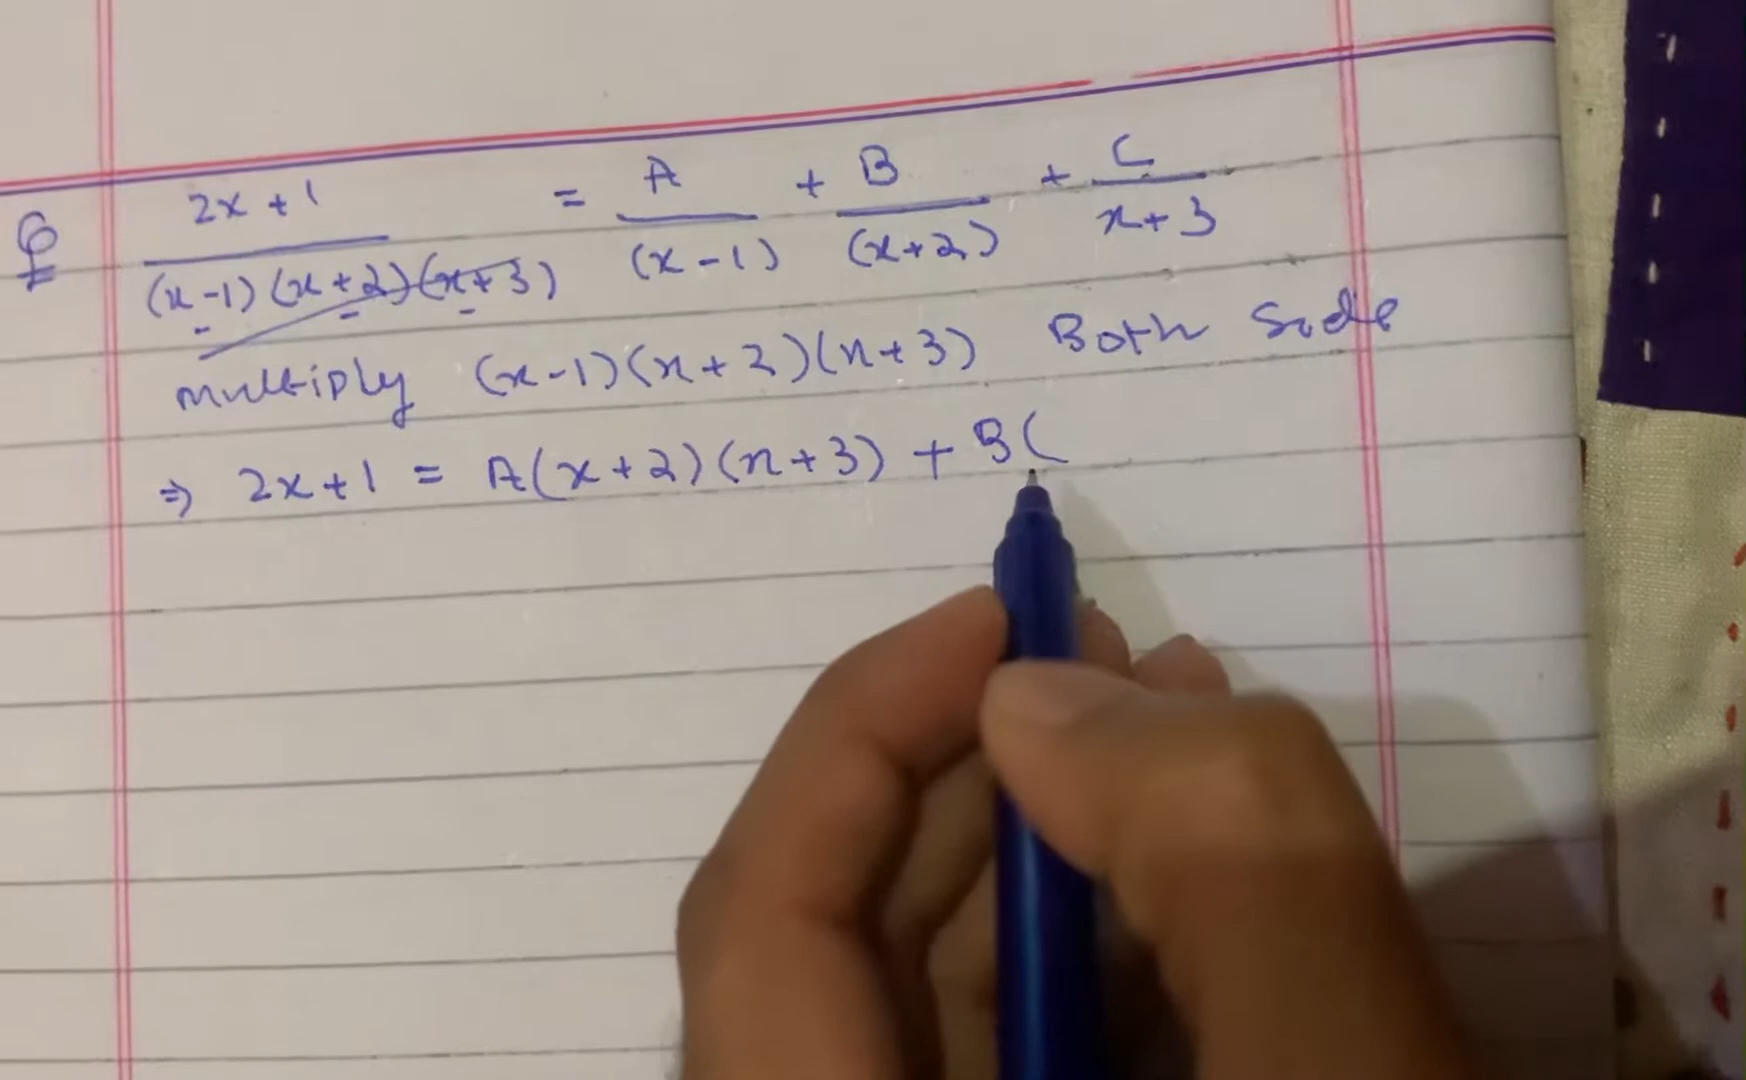 Q 2x+1 / (x-1)(x+2)(x+3) = A / (x-1) + B / (x+2) + C / x+3
multiply (x-1)(x+2)(x+3) Both Side
⇒ 2x+1 = A(x+2)(x+3) + B(